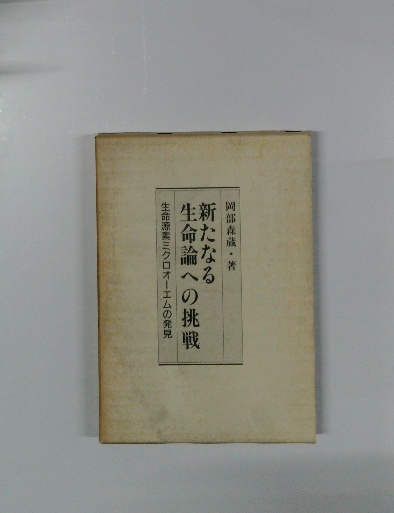 岡部森蔵・著
新たなる
生命論への挑戦
生命源素ミクロオーエムの発見